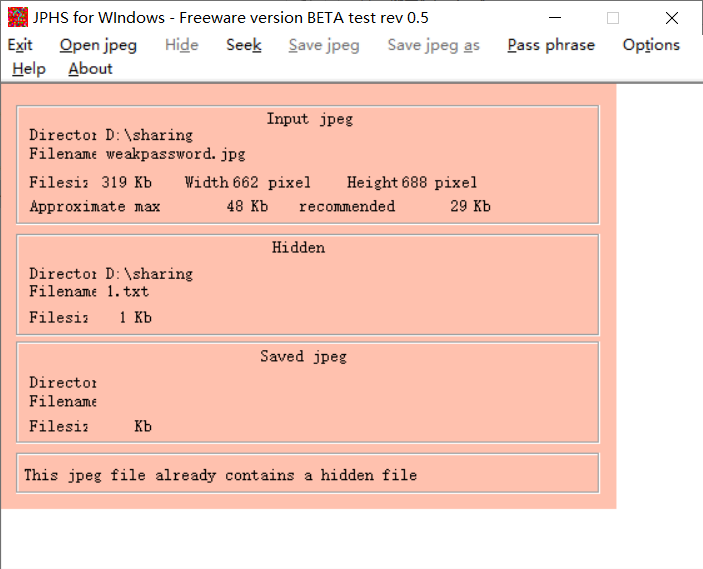 JPHS for WIndows - Freeware version BETA test rev 0.5
Exit Open jpeg Hide Seek Save jpeg Save jpeg as Pass phrase Options
Help About
Input jpeg
Director D:\sharing
Filename weakpassword.jpg
Filesiz 319 Kb Width 662 pixel Height 688 pixel
Approximate max 48 Kb recommended 29 Kb
Hidden
Director D:\sharing
Filename 1.txt
Filesiz 1 Kb
Saved jpeg
Director
Filename
Filesiz Kb
This jpeg file already contains a hidden file